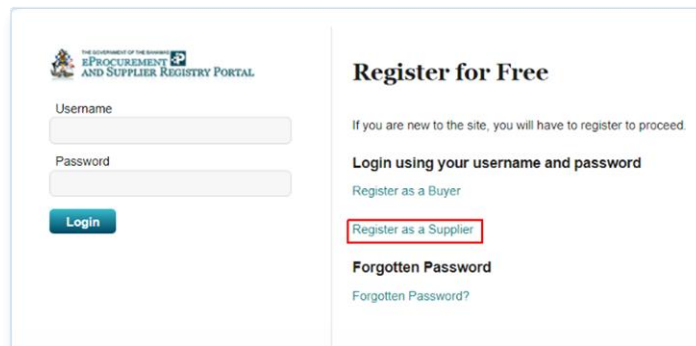 THE GOVERNMENT OF THE BAHAMAS
EPROCUREMENT eP
AND SUPPLIER REGISTRY PORTAL
Username
Password
Login
Register for Free
If you are new to the site, you will have to register to proceed.
Login using your username and password
Register as a Buyer
Register as a Supplier
Forgotten Password
Forgotten Password?